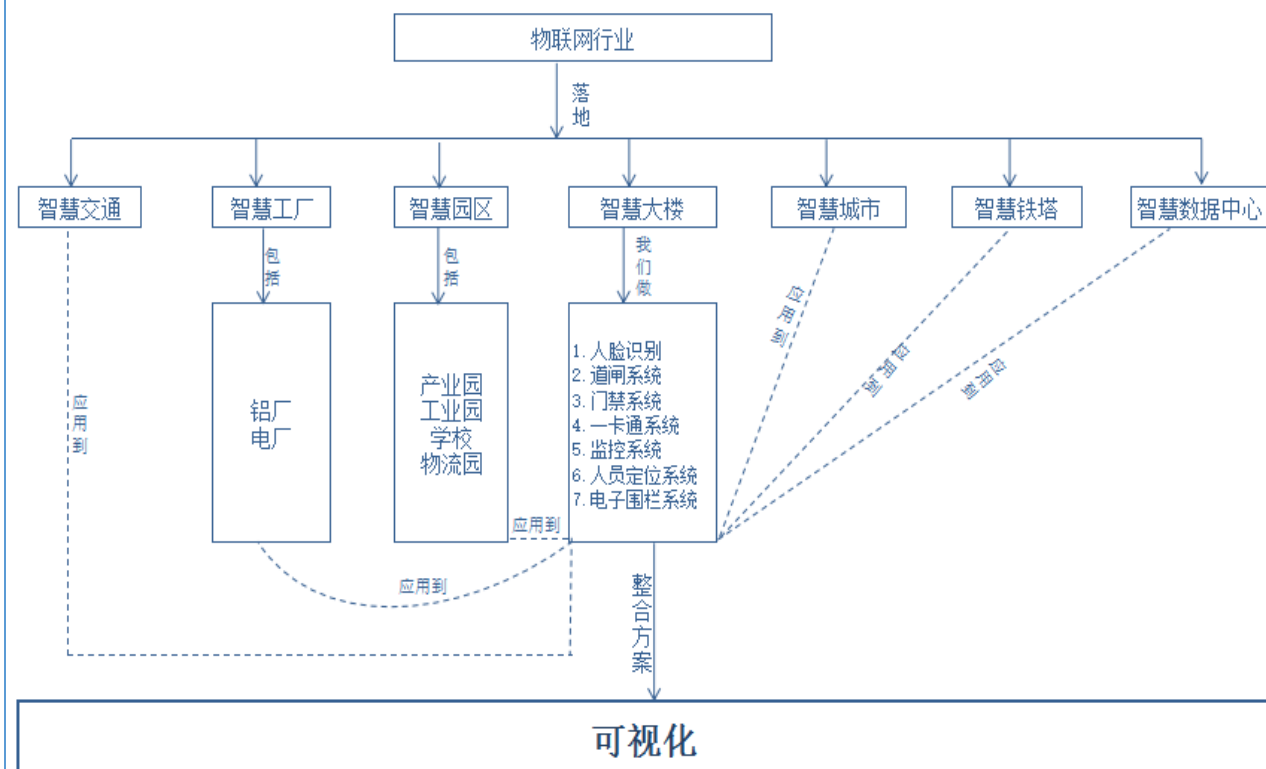 物联网行业
落地
智慧交通
智慧工厂
智慧园区
智慧大楼
智慧城市
智慧铁塔
智慧数据中心
包括
包括
我们做
应用到
应用到
应用到
应用到
铝厂
电厂
产业园
工业园
学校
物流园
1. 人脸识别
2. 道闸系统
3. 门禁系统
4. 一卡通系统
5. 监控系统
6. 人员定位系统
7. 电子围栏系统
应用到
应用到
整合方案
可视化